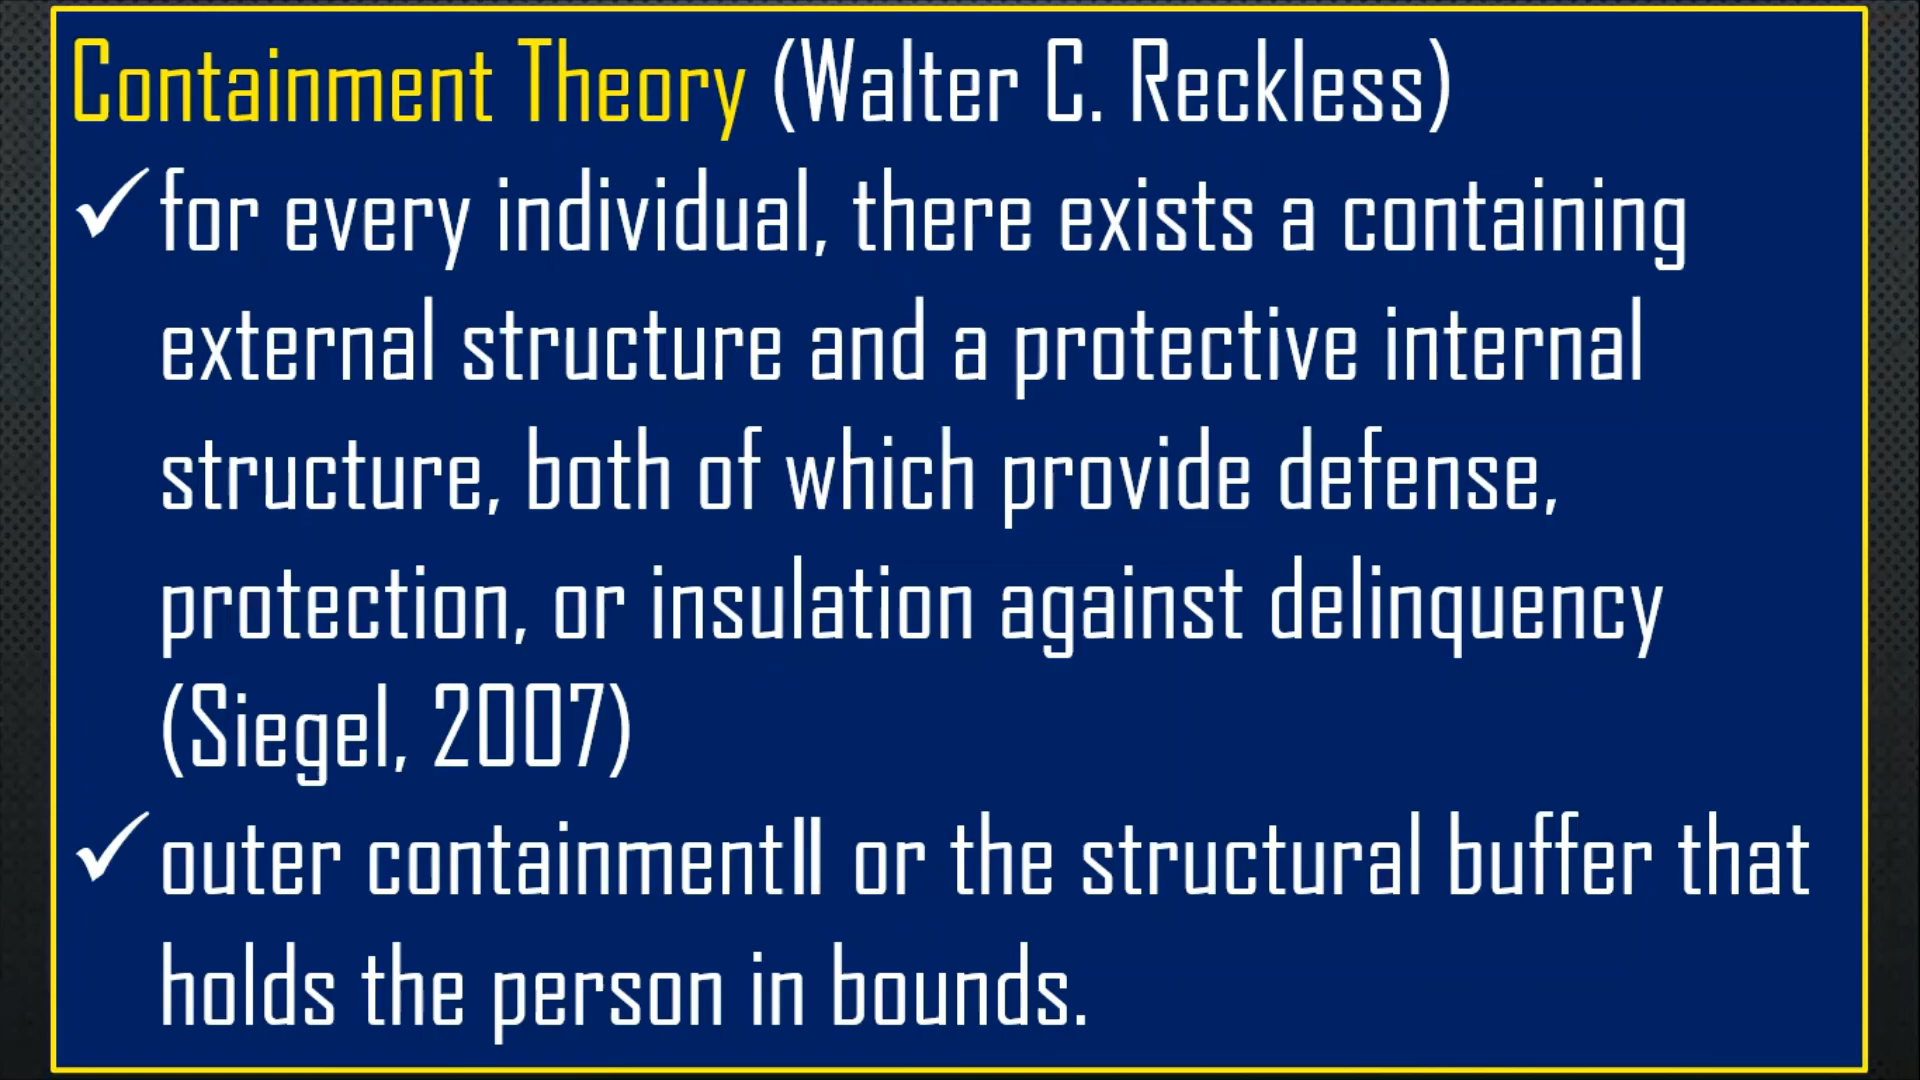 Containment Theory (Walter C. Reckless)
✓ for every individual, there exists a containing
external structure and a protective internal
structure, both of which provide defense,
protection, or insulation against delinquency
(Siegel, 2007)
✓ outer containment‖ or the structural buffer that
holds the person in bounds.